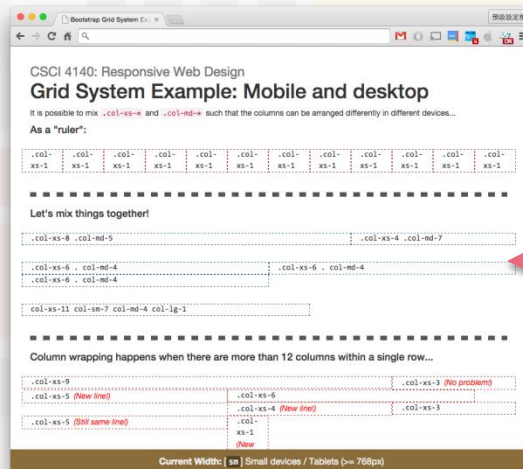 Bootstrap Grid System Ex
預設設定檔
CSCI 4140: Responsive Web Design
Grid System Example: Mobile and desktop
It is possible to mix .col-xs-* and .col-md-* such that the columns can be arranged differently in different devices...
As a "ruler":
.col- .col- .col- .col- .col- .col- .col- .col- .col- .col- .col- .col-
xs-1 xs-1 xs-1 xs-1 xs-1 xs-1 xs-1 xs-1 xs-1 xs-1 xs-1 xs-1
Let's mix things together!
.col-xs-8 .col-md-5 .col-xs-4 .col-md-7
.col-xs-6 . col-md-4 .col-xs-6 . col-md-4
.col-xs-6 . col-md-4
col-xs-11 col-sm-7 col-md-4 col-lg-1
Column wrapping happens when there are more than 12 columns within a single row...
.col-xs-9 .col-xs-3 (No problem!)
.col-xs-5 (New line!) .col-xs-6
.col-xs-4 (New line!) .col-xs-3
.col-xs-5 (Still same line!) .col-
xs-1
(New
Current Width: [ sm ] Small devices / Tablets (>= 768px)